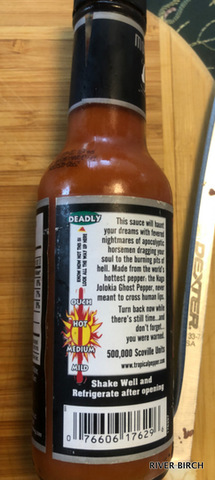 DEADLY
This sauce will haunt
your dreams with fevered
nightmares of apocalyptic
horsemen dragging your
soul to the burning pits of
hell. Made from the world's
hottest pepper, the Naga
Jolokia Ghost Pepper, never
meant to cross human lips.
Turn back now while
there's still time...if you
don't forget...
you were warned.
500,000 Scoville Units
www.tropicalpepper.com
OUCH
HOT
MEDIUM
MILD
Shake Well and
Refrigerate after opening
0 76606 17629
DEXTER
RIVER BIRCH